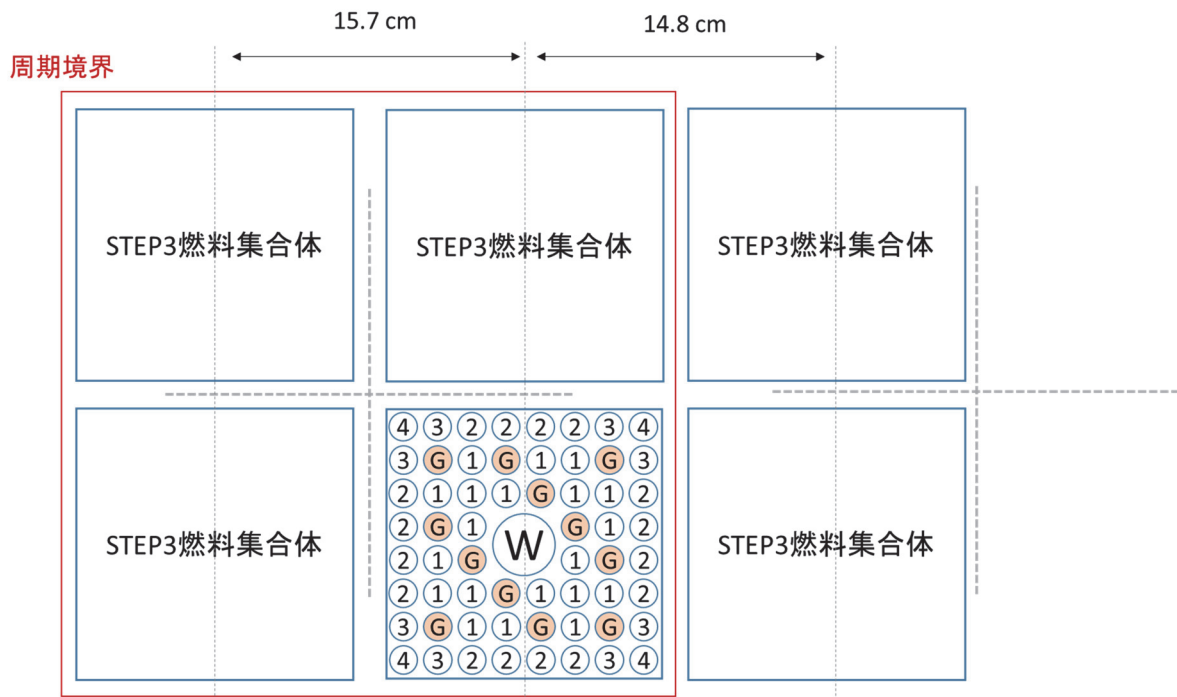 15.7 cm
14.8 cm
周期境界
STEP3燃料集合体
STEP3燃料集合体
STEP3燃料集合体
STEP3燃料集合体
4 3 2 2 2 2 3 4
3 G 1 G 1 1 G 3
2 1 1 1 G 1 1 2
2 G 1 G 1 2
W
2 1 G 1 G 2
2 1 1 G 1 1 1 2
3 G 1 1 G 1 G 3
4 3 2 2 2 2 3 4
STEP3燃料集合体